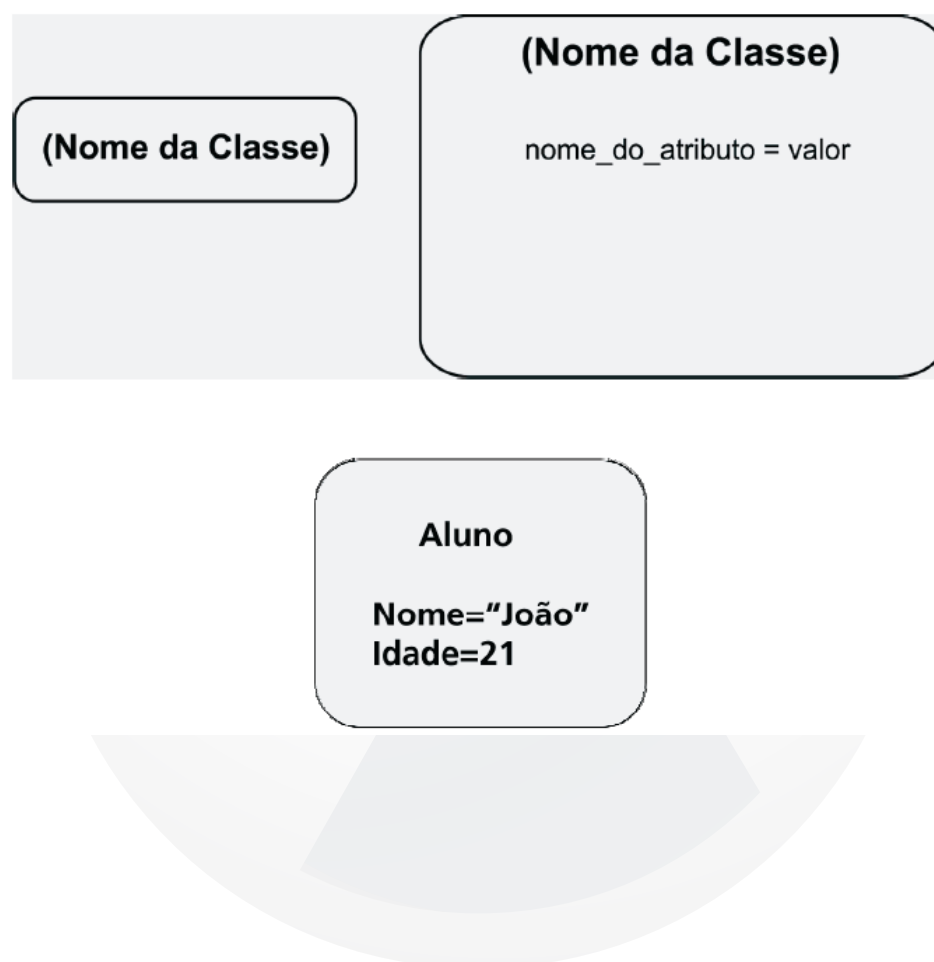 (Nome da Classe)
(Nome da Classe)
nome_do_atributo = valor
Aluno
Nome="João"
Idade=21